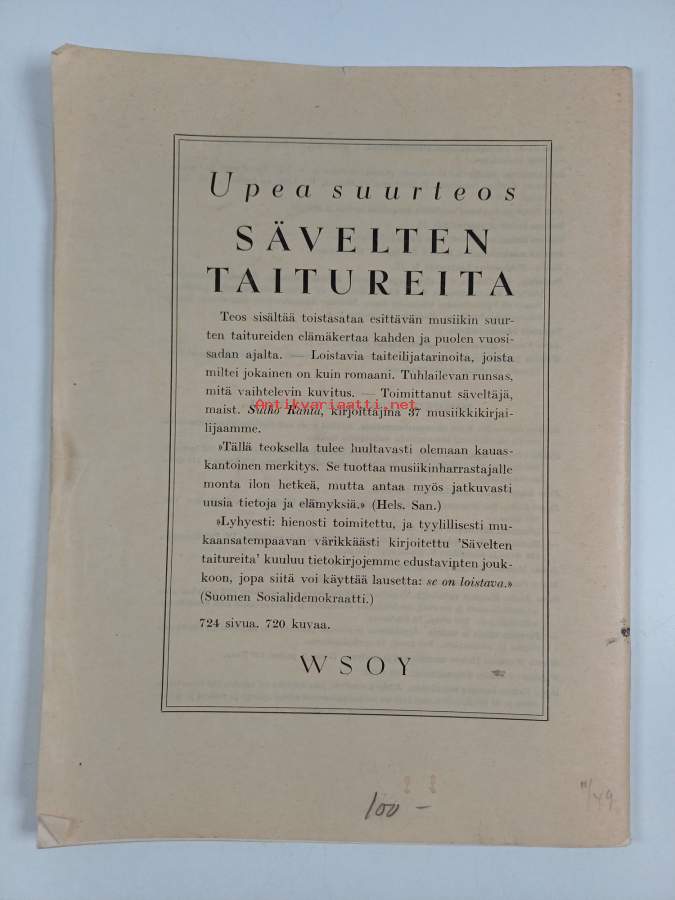 Upea suurteos
SÄVELTEN
TAITUREITA
Teos sisältää toistasataa esittävän musiikin suur-
ten taitureiden elämäkertaa kahden ja puolen vuosi-
sadan ajalta. — Loistavia taiteilijatarinoita, joista
miltei jokainen on kuin romaani. Tuhlailevan runsas,
mitä vaihtelevin kuvitus. — Toimittanut säveltäjä,
maist. Sulho Ranta, kirjoittajina 37 musiikkikirjai-
Antikvariaatti.net
lijaamme.
»Tällä teoksella tulee luultavasti olemaan kauas-
kantoinen merkitys. Se tuottaa musiikinharrastajalle
monta ilon hetkeä, mutta antaa myös jatkuvasti
uusia tietoja ja elämyksiä.» (Hels. San.)
»Lyhyesti: hienosti toimitettu, ja tyylillisesti mu-
kaansatempaavan värikkäästi kirjoitettu 'Sävelten
taitureita' kuuluu tietokirjojemme edustavinten jouk-
koon, jopa siitä voi käyttää lausetta: se on loistava.»
(Suomen Sosialidemokraatti.)
724 sivua. 720 kuvaa.
WSOY
100 –
11/49